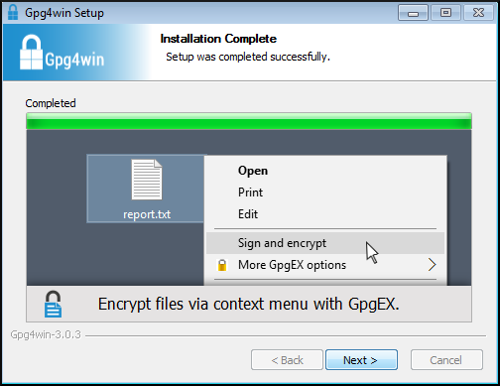 Gpg4win Setup
Gpg4win
Installation Complete
Setup was completed successfully.
Completed
report.txt
Open
Print
Edit
Sign and encrypt
More GpgEX options
Encrypt files via context menu with GpgEX.
Gpg4win-3.0.3
< Back
Next >
Cancel